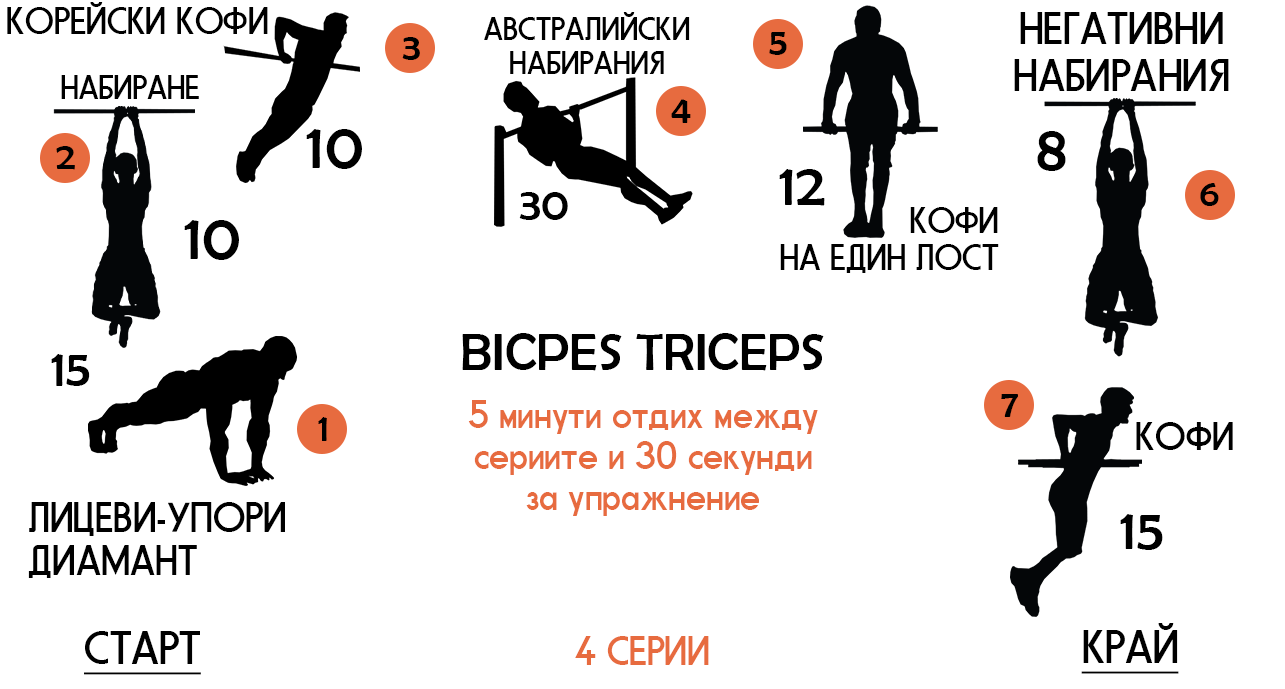 КОРЕЙСКИ КОФИ
3
10
НАБИРАНЕ
2
10
15
1
ЛИЦЕВИ-УПОРИ
ДИАМАНТ
СТАРТ
АВСТРАЛИЙСКИ
НАБИРАНИЯ
4
30
5
12
КОФИ
НА ЕДИН ЛОСТ
НЕГАТИВНИ
НАБИРАНИЯ
8
6
BICPES TRICEPS
5 минути отдих между
сериите и 30 секунди
за упражнение
4 СЕРИИ
7
КОФИ
15
КРАЙ